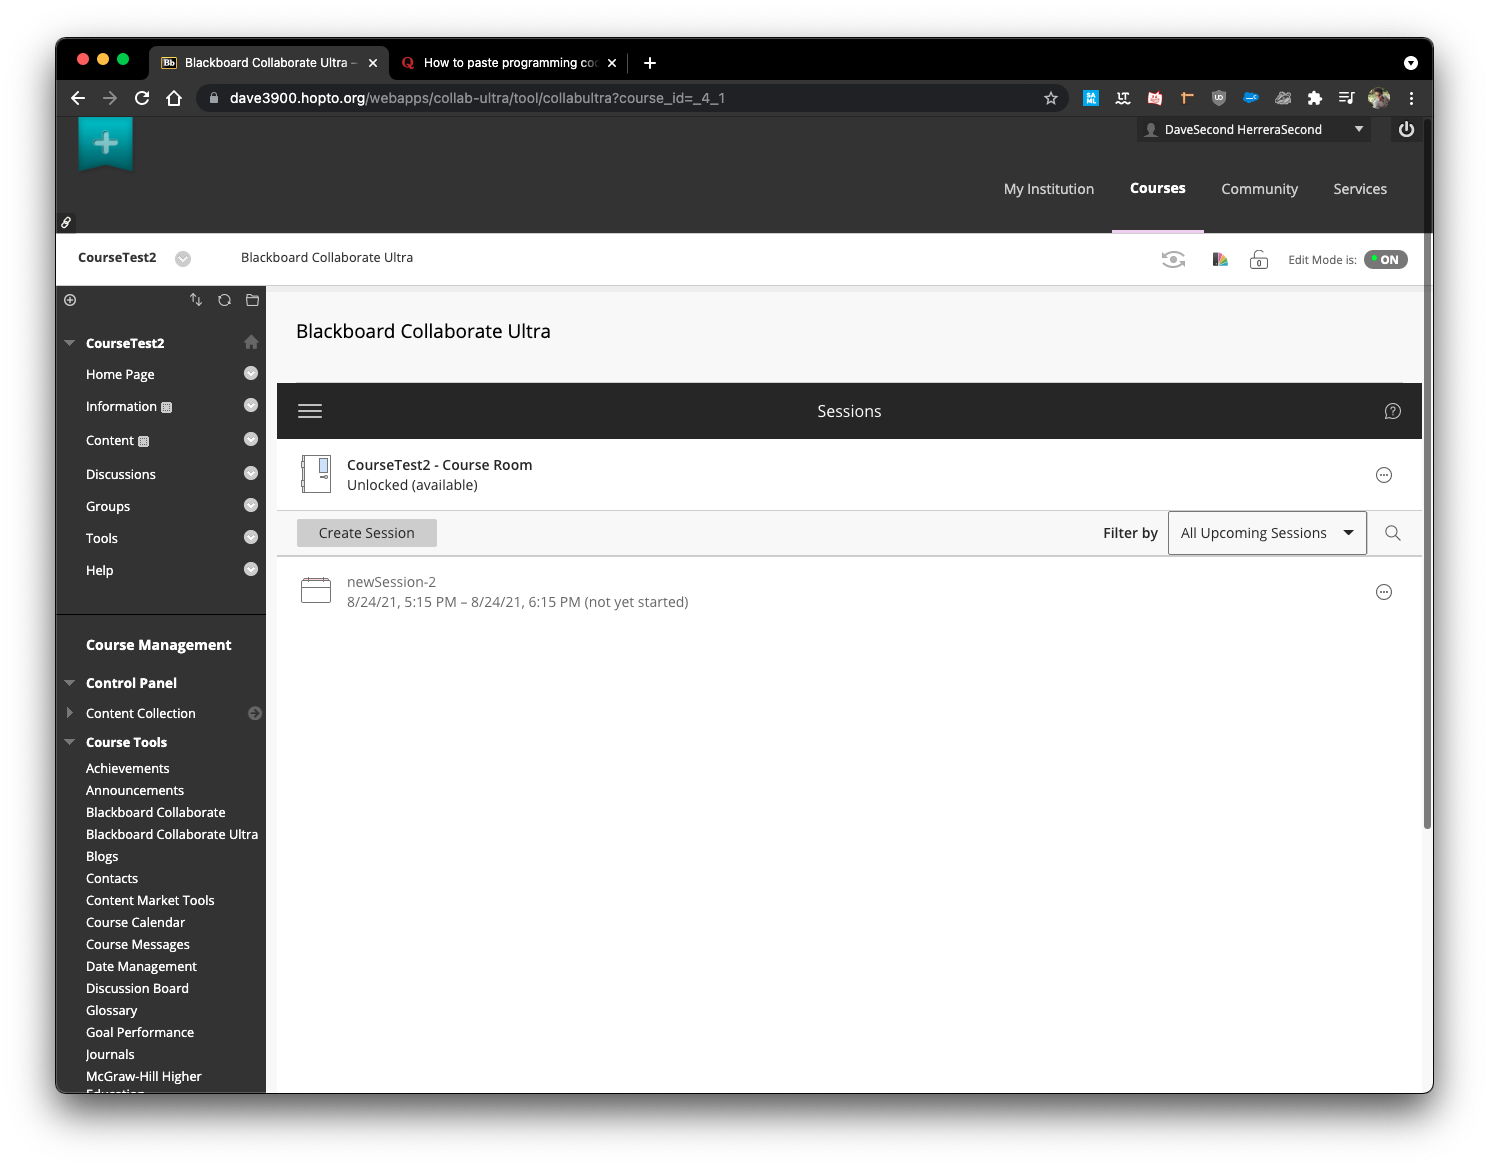 Bb Blackboard Collaborate Ultra –
How to paste programming co
dave3900.hopto.org/webapps/collab-ultra/tool/collabultra?course_id=_4_1
DaveSecond HerreraSecond
My Institution
Courses
Community
Services
CourseTest2
Blackboard Collaborate Ultra
0
Edit Mode is:
ON
CourseTest2
Home Page
Information
Content
Discussions
Groups
Tools
Help
Course Management
Control Panel
Content Collection
Course Tools
Achievements
Announcements
Blackboard Collaborate
Blackboard Collaborate Ultra
Blogs
Contacts
Content Market Tools
Course Calendar
Course Messages
Date Management
Discussion Board
Glossary
Goal Performance
Journals
McGraw-Hill Higher
Education
Blackboard Collaborate Ultra
Sessions
CourseTest2 - Course Room
Unlocked (available)
Create Session
Filter by
All Upcoming Sessions
newSession-2
8/24/21, 5:15 PM – 8/24/21, 6:15 PM (not yet started)